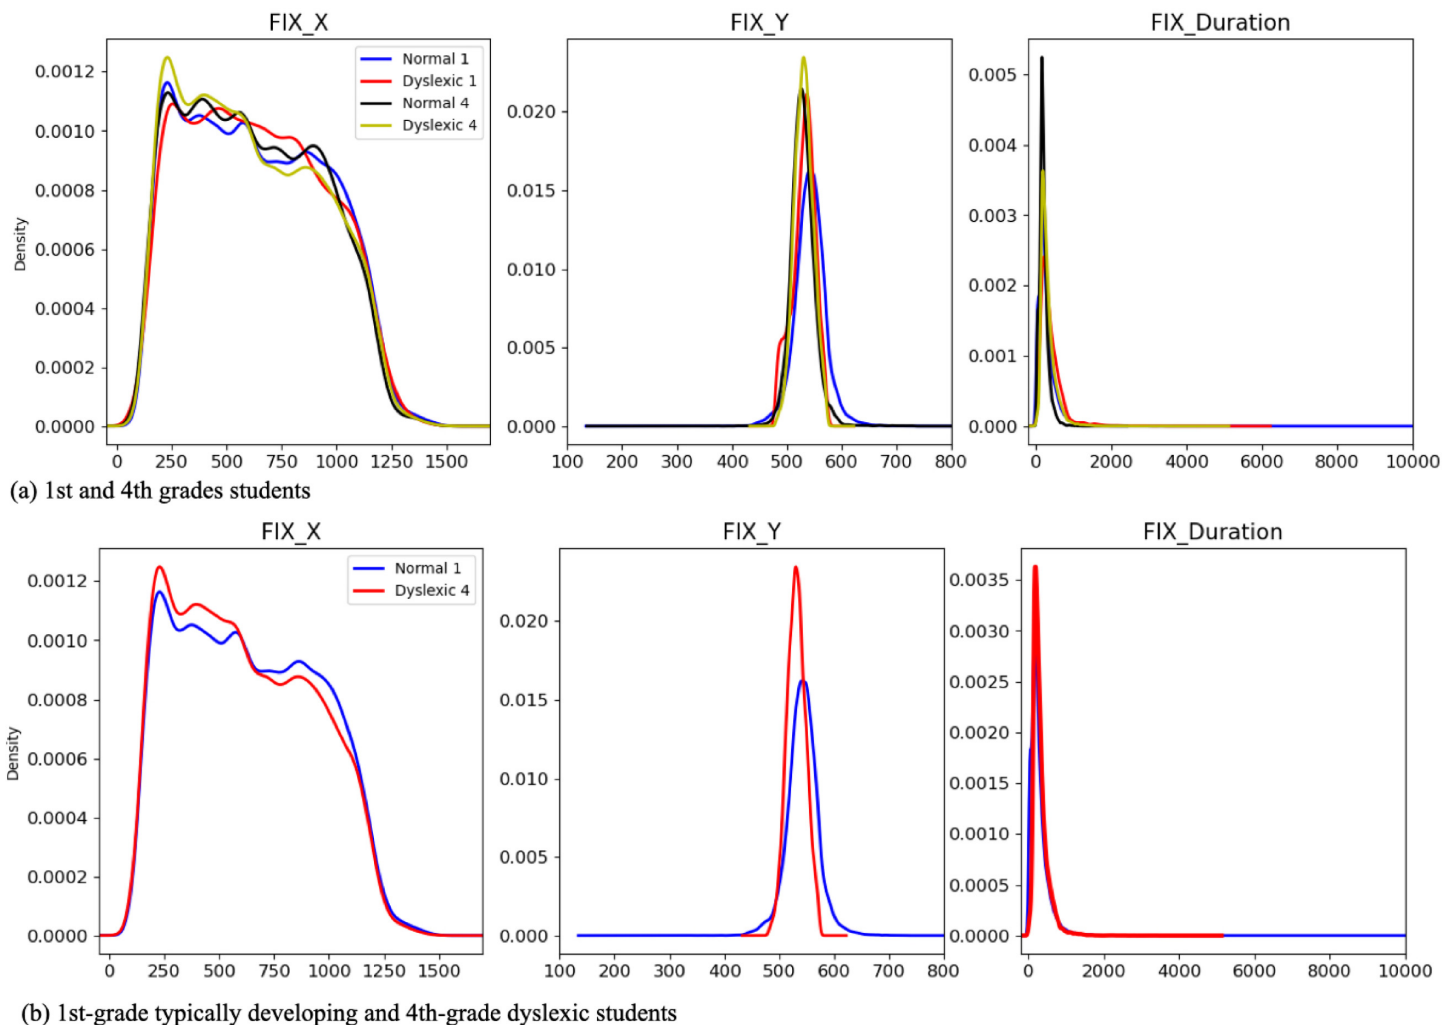 FIX_X
FIX_Y
FIX_Duration
Density
0.0012
0.0010
0.0008
0.0006
0.0004
0.0002
0.0000
0 250 500 750 1000 1250 1500
Normal 1
Dyslexic 1
Normal 4
Dyslexic 4
0.020
0.015
0.010
0.005
0.000
100 200 300 400 500 600 700 800
0.005
0.004
0.003
0.002
0.001
0.000
0 2000 4000 6000 8000 10000
(a) 1st and 4th grades students
FIX_X
FIX_Y
FIX_Duration
Density
0.0012
0.0010
0.0008
0.0006
0.0004
0.0002
0.0000
0 250 500 750 1000 1250 1500
Normal 1
Dyslexic 4
0.020
0.015
0.010
0.005
0.000
100 200 300 400 500 600 700 800
0.0035
0.0030
0.0025
0.0020
0.0015
0.0010
0.0005
0.0000
0 2000 4000 6000 8000 10000
(b) 1st-grade typically developing and 4th-grade dyslexic students